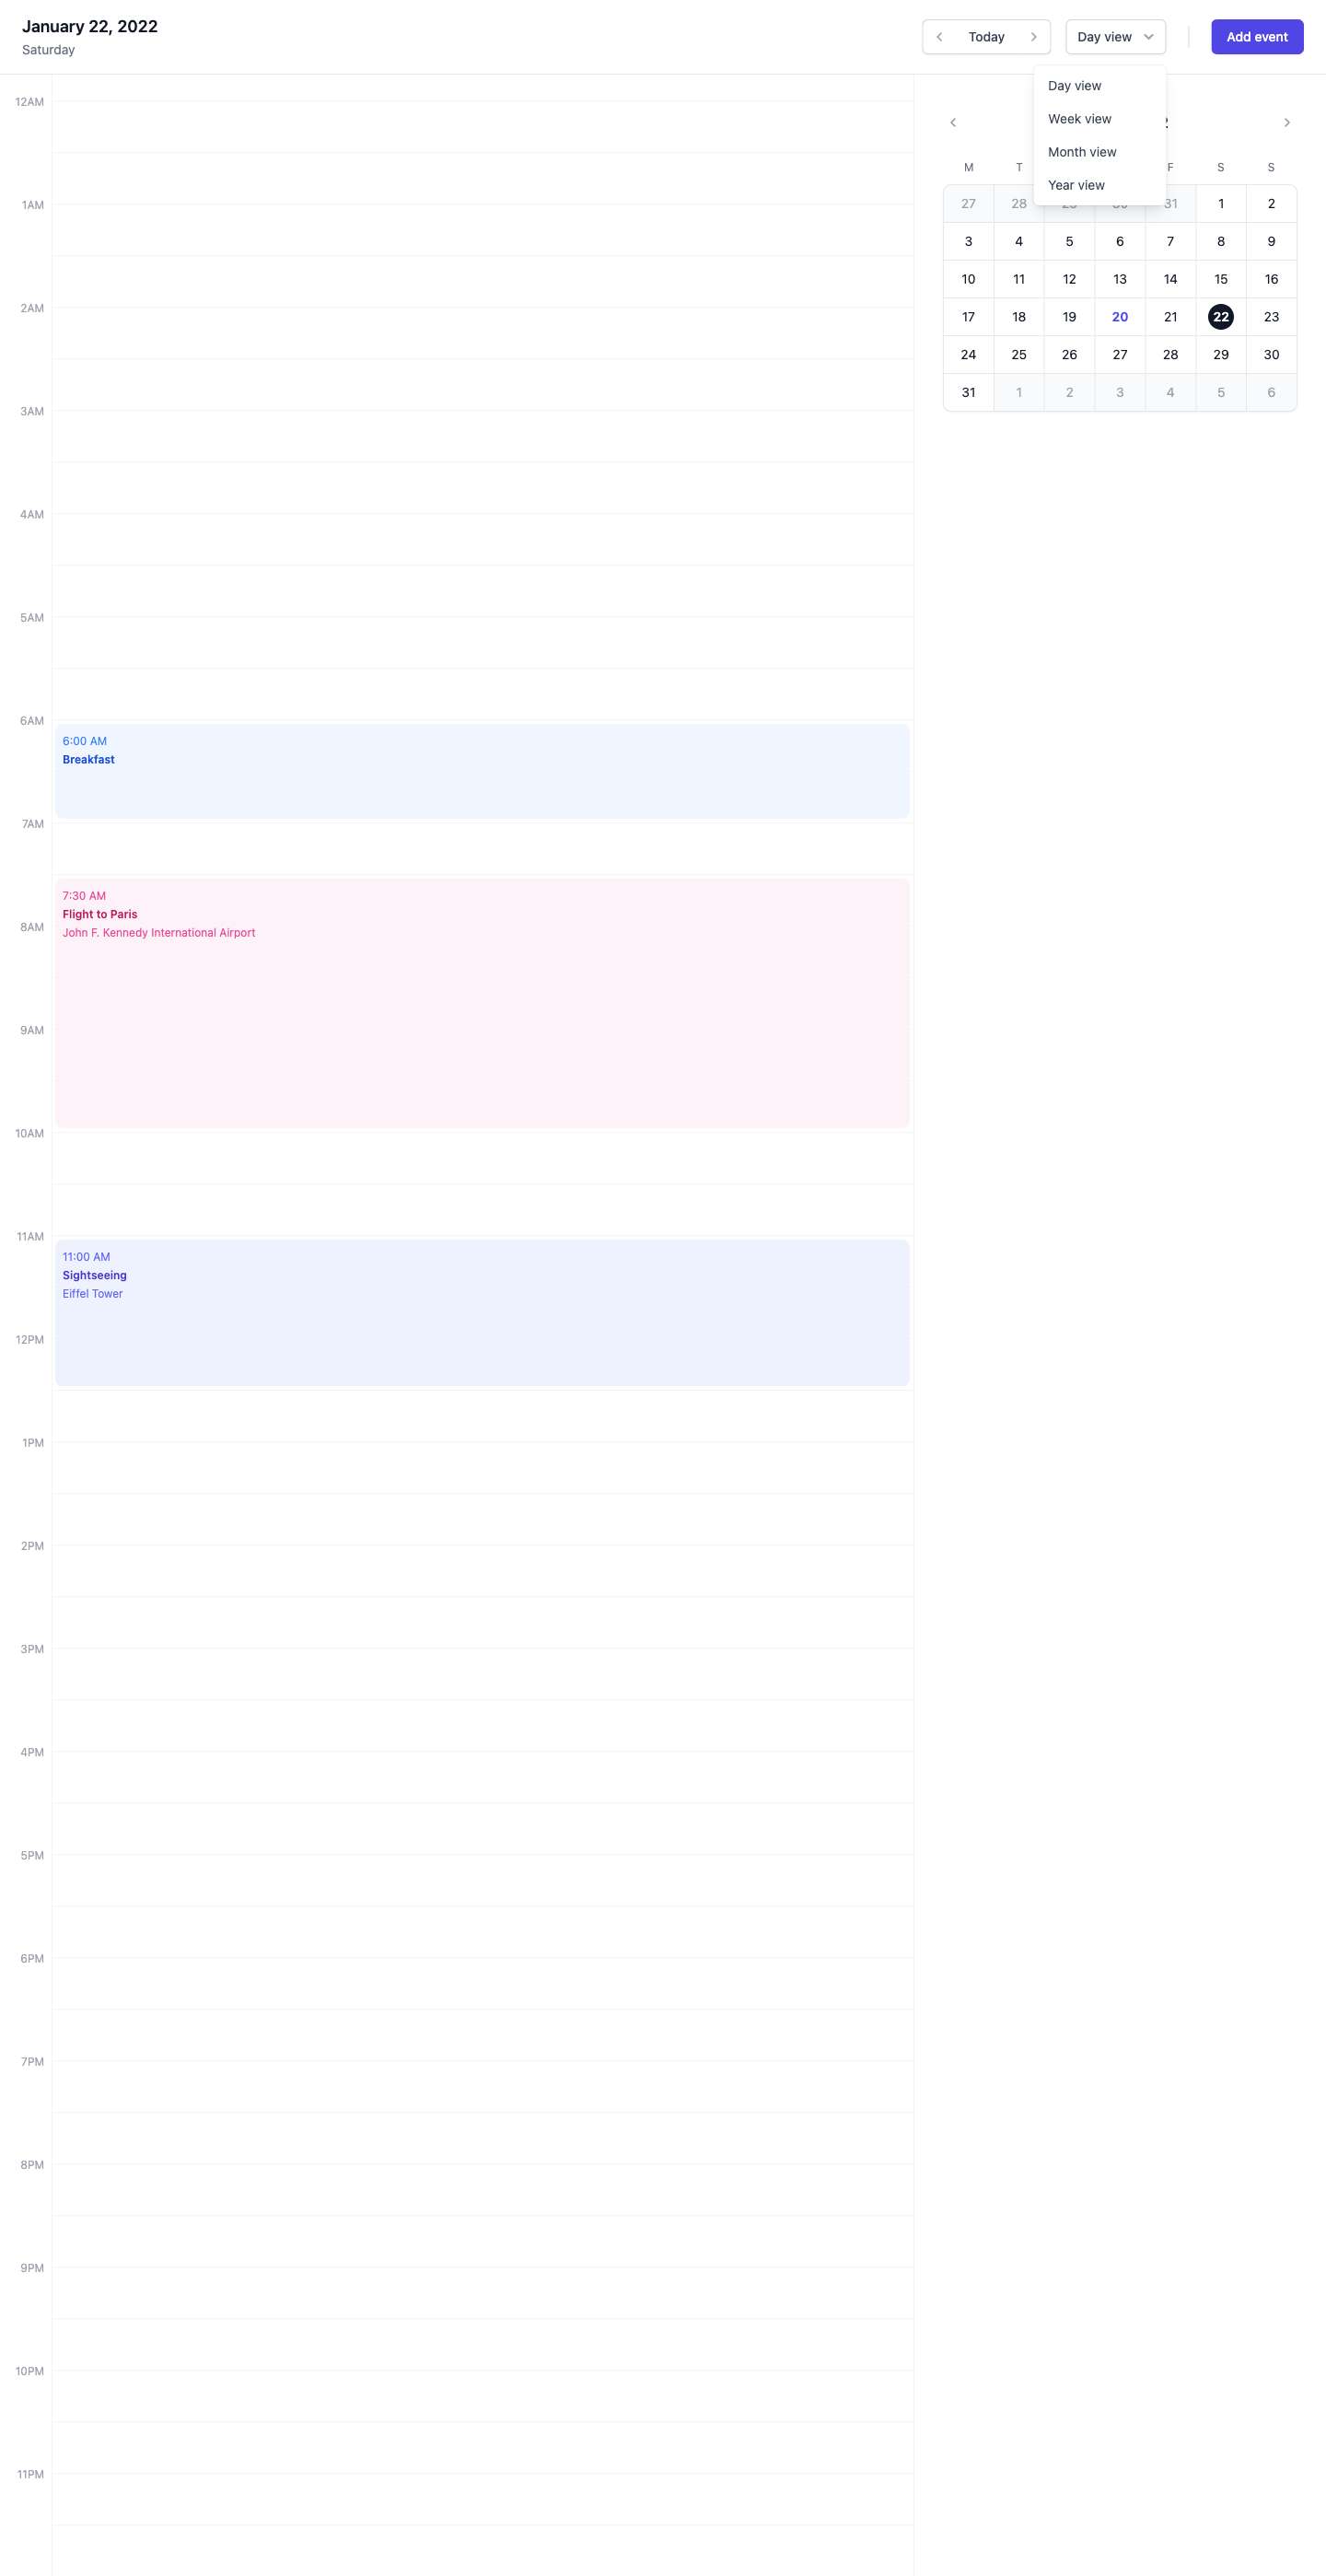 January 22, 2022
Saturday
Today
Day view
Add event
Day view
Week view
Month view
Year view
2
M T F S S
27 28 31 1 2
3 4 5 6 7 8 9
10 11 12 13 14 15 16
17 18 19 20 21 22 23
24 25 26 27 28 29 30
31 1 2 3 4 5 6
12AM
1AM
2AM
3AM
4AM
5AM
6AM
6:00 AM
Breakfast
7AM
7:30 AM
Flight to Paris
8AM
John F. Kennedy International Airport
9AM
10AM
11AM
11:00 AM
Sightseeing
Eiffel Tower
12PM
1PM
2PM
3PM
4PM
5PM
6PM
7PM
8PM
9PM
10PM
11PM